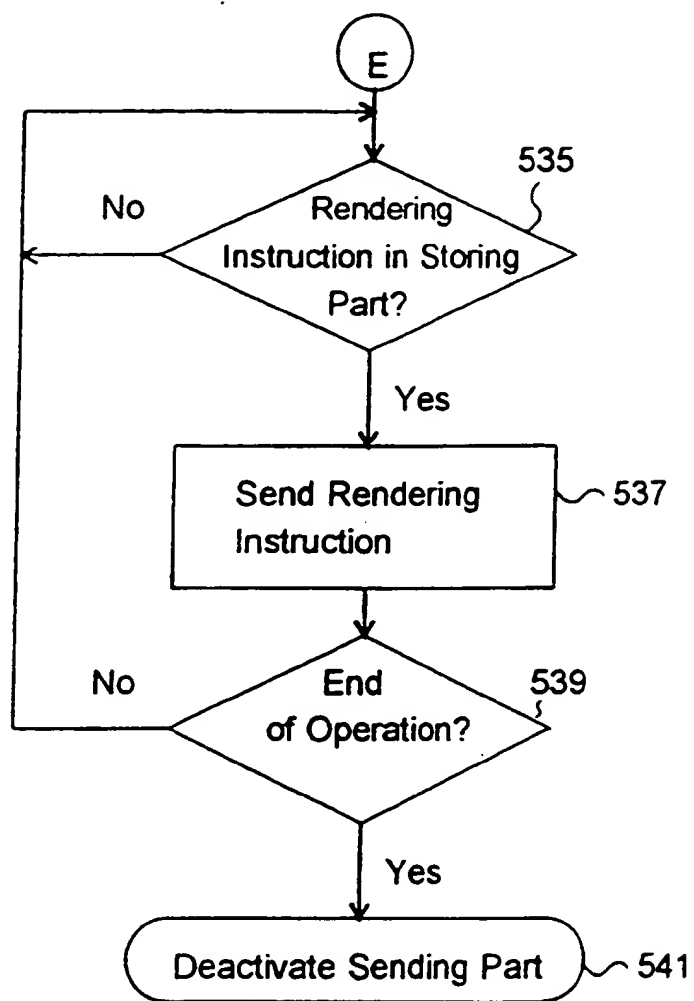 E
535
No
Rendering
Instruction in Storing
Part?
Yes
Send Rendering
Instruction
537
No
End
of Operation?
539
Yes
Deactivate Sending Part
541